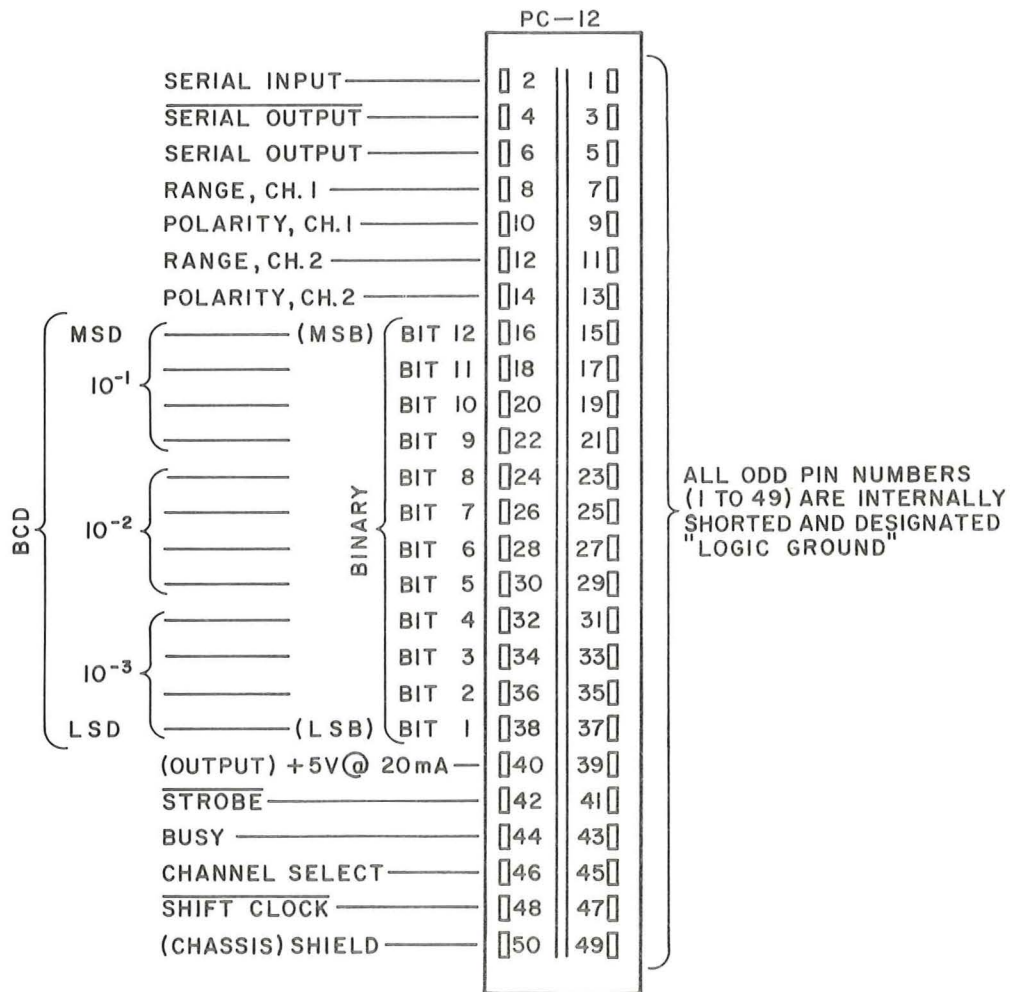 PC-12
SERIAL INPUT 2 1
SERIAL OUTPUT 4 3
SERIAL OUTPUT 6 5
RANGE, CH. 1 8 7
POLARITY, CH. 1 10 9
RANGE, CH. 2 12 11
POLARITY, CH. 2 14 13
MSD (MSB) BIT 12 16 15
BIT 11 18 17
10⁻¹
BIT 10 20 19
BIT 9 22 21
BIT 8 24 23
BIT 7 26 25
10⁻²
BIT 6 28 27
BIT 5 30 29
BIT 4 32 31
BIT 3 34 33
10⁻³
BIT 2 36 35
LSD (LSB) BIT 1 38 37
BCD
BINARY
(OUTPUT) +5V@ 20mA 40 39
STROBE 42 41
BUSY 44 43
CHANNEL SELECT 46 45
SHIFT CLOCK 48 47
(CHASSIS) SHIELD 50 49
ALL ODD PIN NUMBERS
(1 TO 49) ARE INTERNALLY
SHORTED AND DESIGNATED
"LOGIC GROUND"